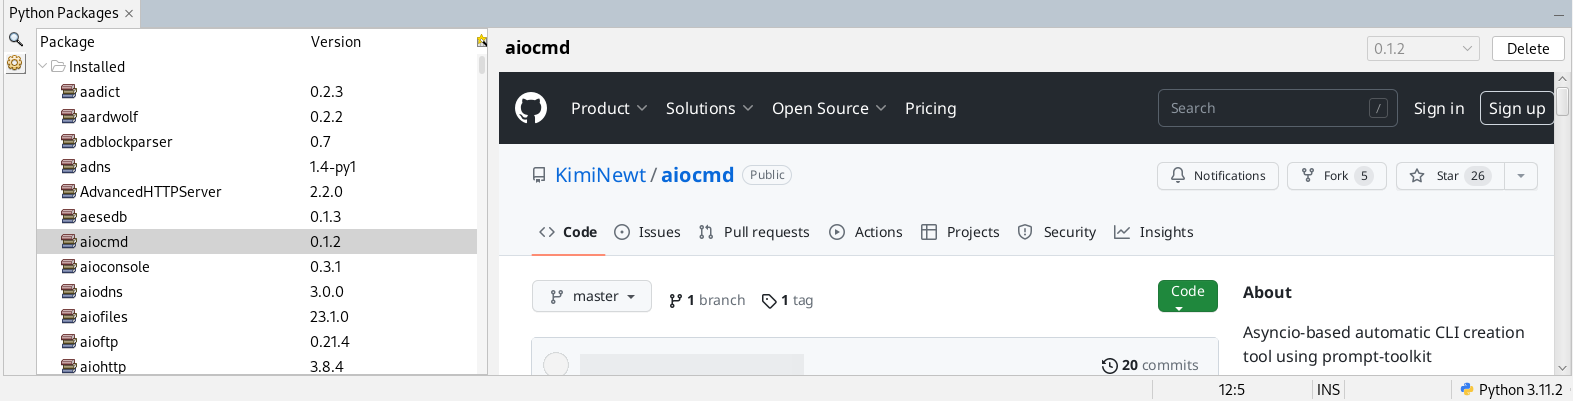 Python Packages
Package Version
Installed
aadict 0.2.3
aardwolf 0.2.2
adblockparser 0.7
adns 1.4-py1
AdvancedHTTPServer 2.2.0
aesedb 0.1.3
aiocmd 0.1.2
aioconsole 0.3.1
aiodns 3.0.0
aiofiles 23.1.0
aioftp 0.21.4
aiohttp 3.8.4
aiocmd 0.1.2 Delete
Product Solutions Open Source Pricing Search / Sign in Sign up
KimiNewt / aiocmd Public Notifications Fork 5 Star 26
Code Issues Pull requests Actions Projects Security Insights
master 1 branch 1 tag Code
20 commits
About
Asyncio-based automatic CLI creation
tool using prompt-toolkit
12:5 INS Python 3.11.2